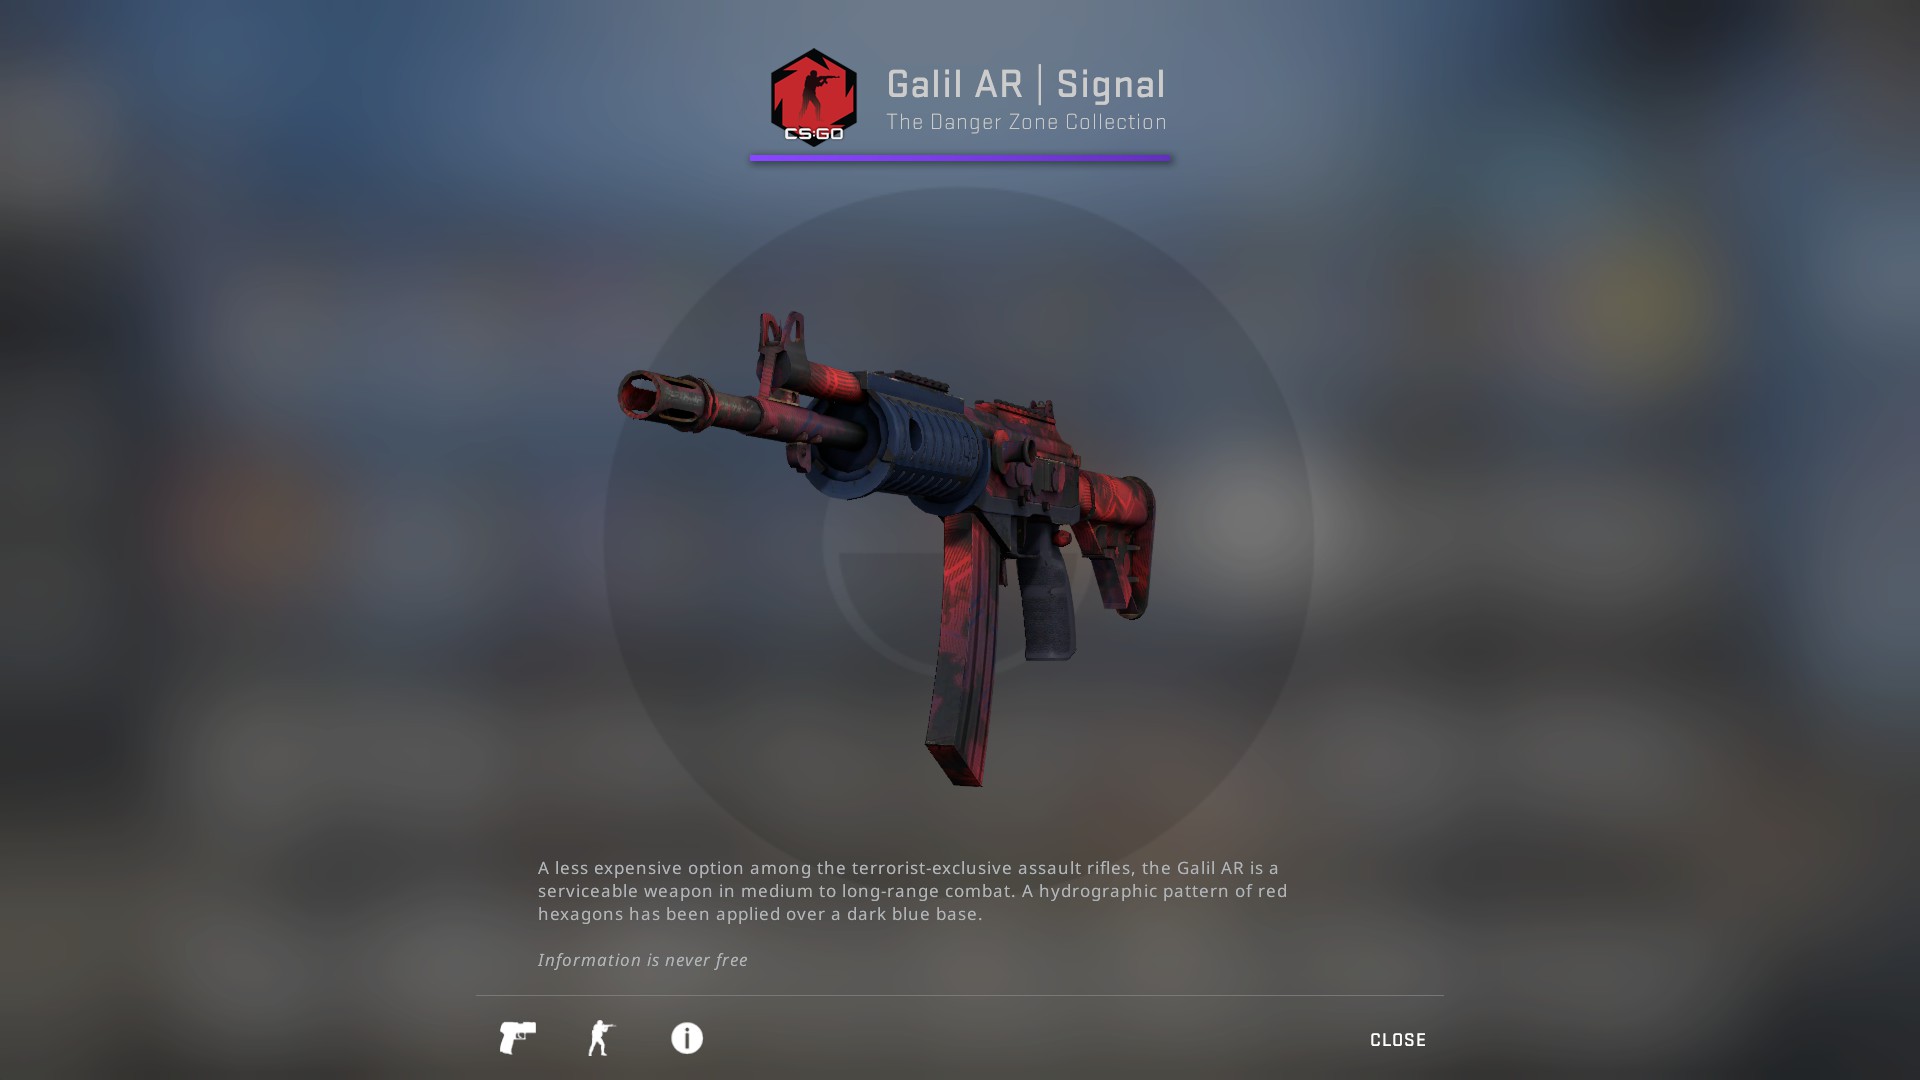 CS:GO
Galil AR | Signal
The Danger Zone Collection
A less expensive option among the terrorist-exclusive assault rifles, the Galil AR is a
serviceable weapon in medium to long-range combat. A hydrographic pattern of red
hexagons has been applied over a dark blue base.
Information is never free
CLOSE